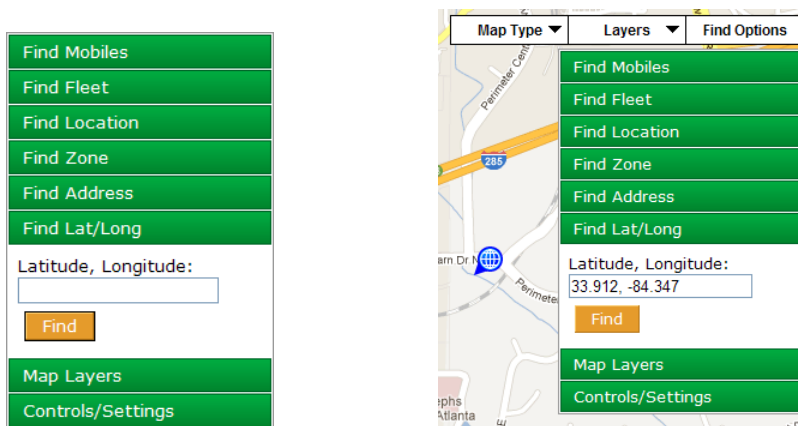 Find Mobiles
Find Fleet
Find Location
Find Zone
Find Address
Find Lat/Long
Latitude, Longitude:
Find
Map Layers
Controls/Settings
Map Type
Layers
Find Options
Perimeter Cent
Find Mobiles
Find Fleet
Find Location
285
Find Zone
Find Address
Find Lat/Long
Latitude, Longitude:
33.912, -84.347
Perimeter
Find
Map Layers
Controls/Settings
Atlanta